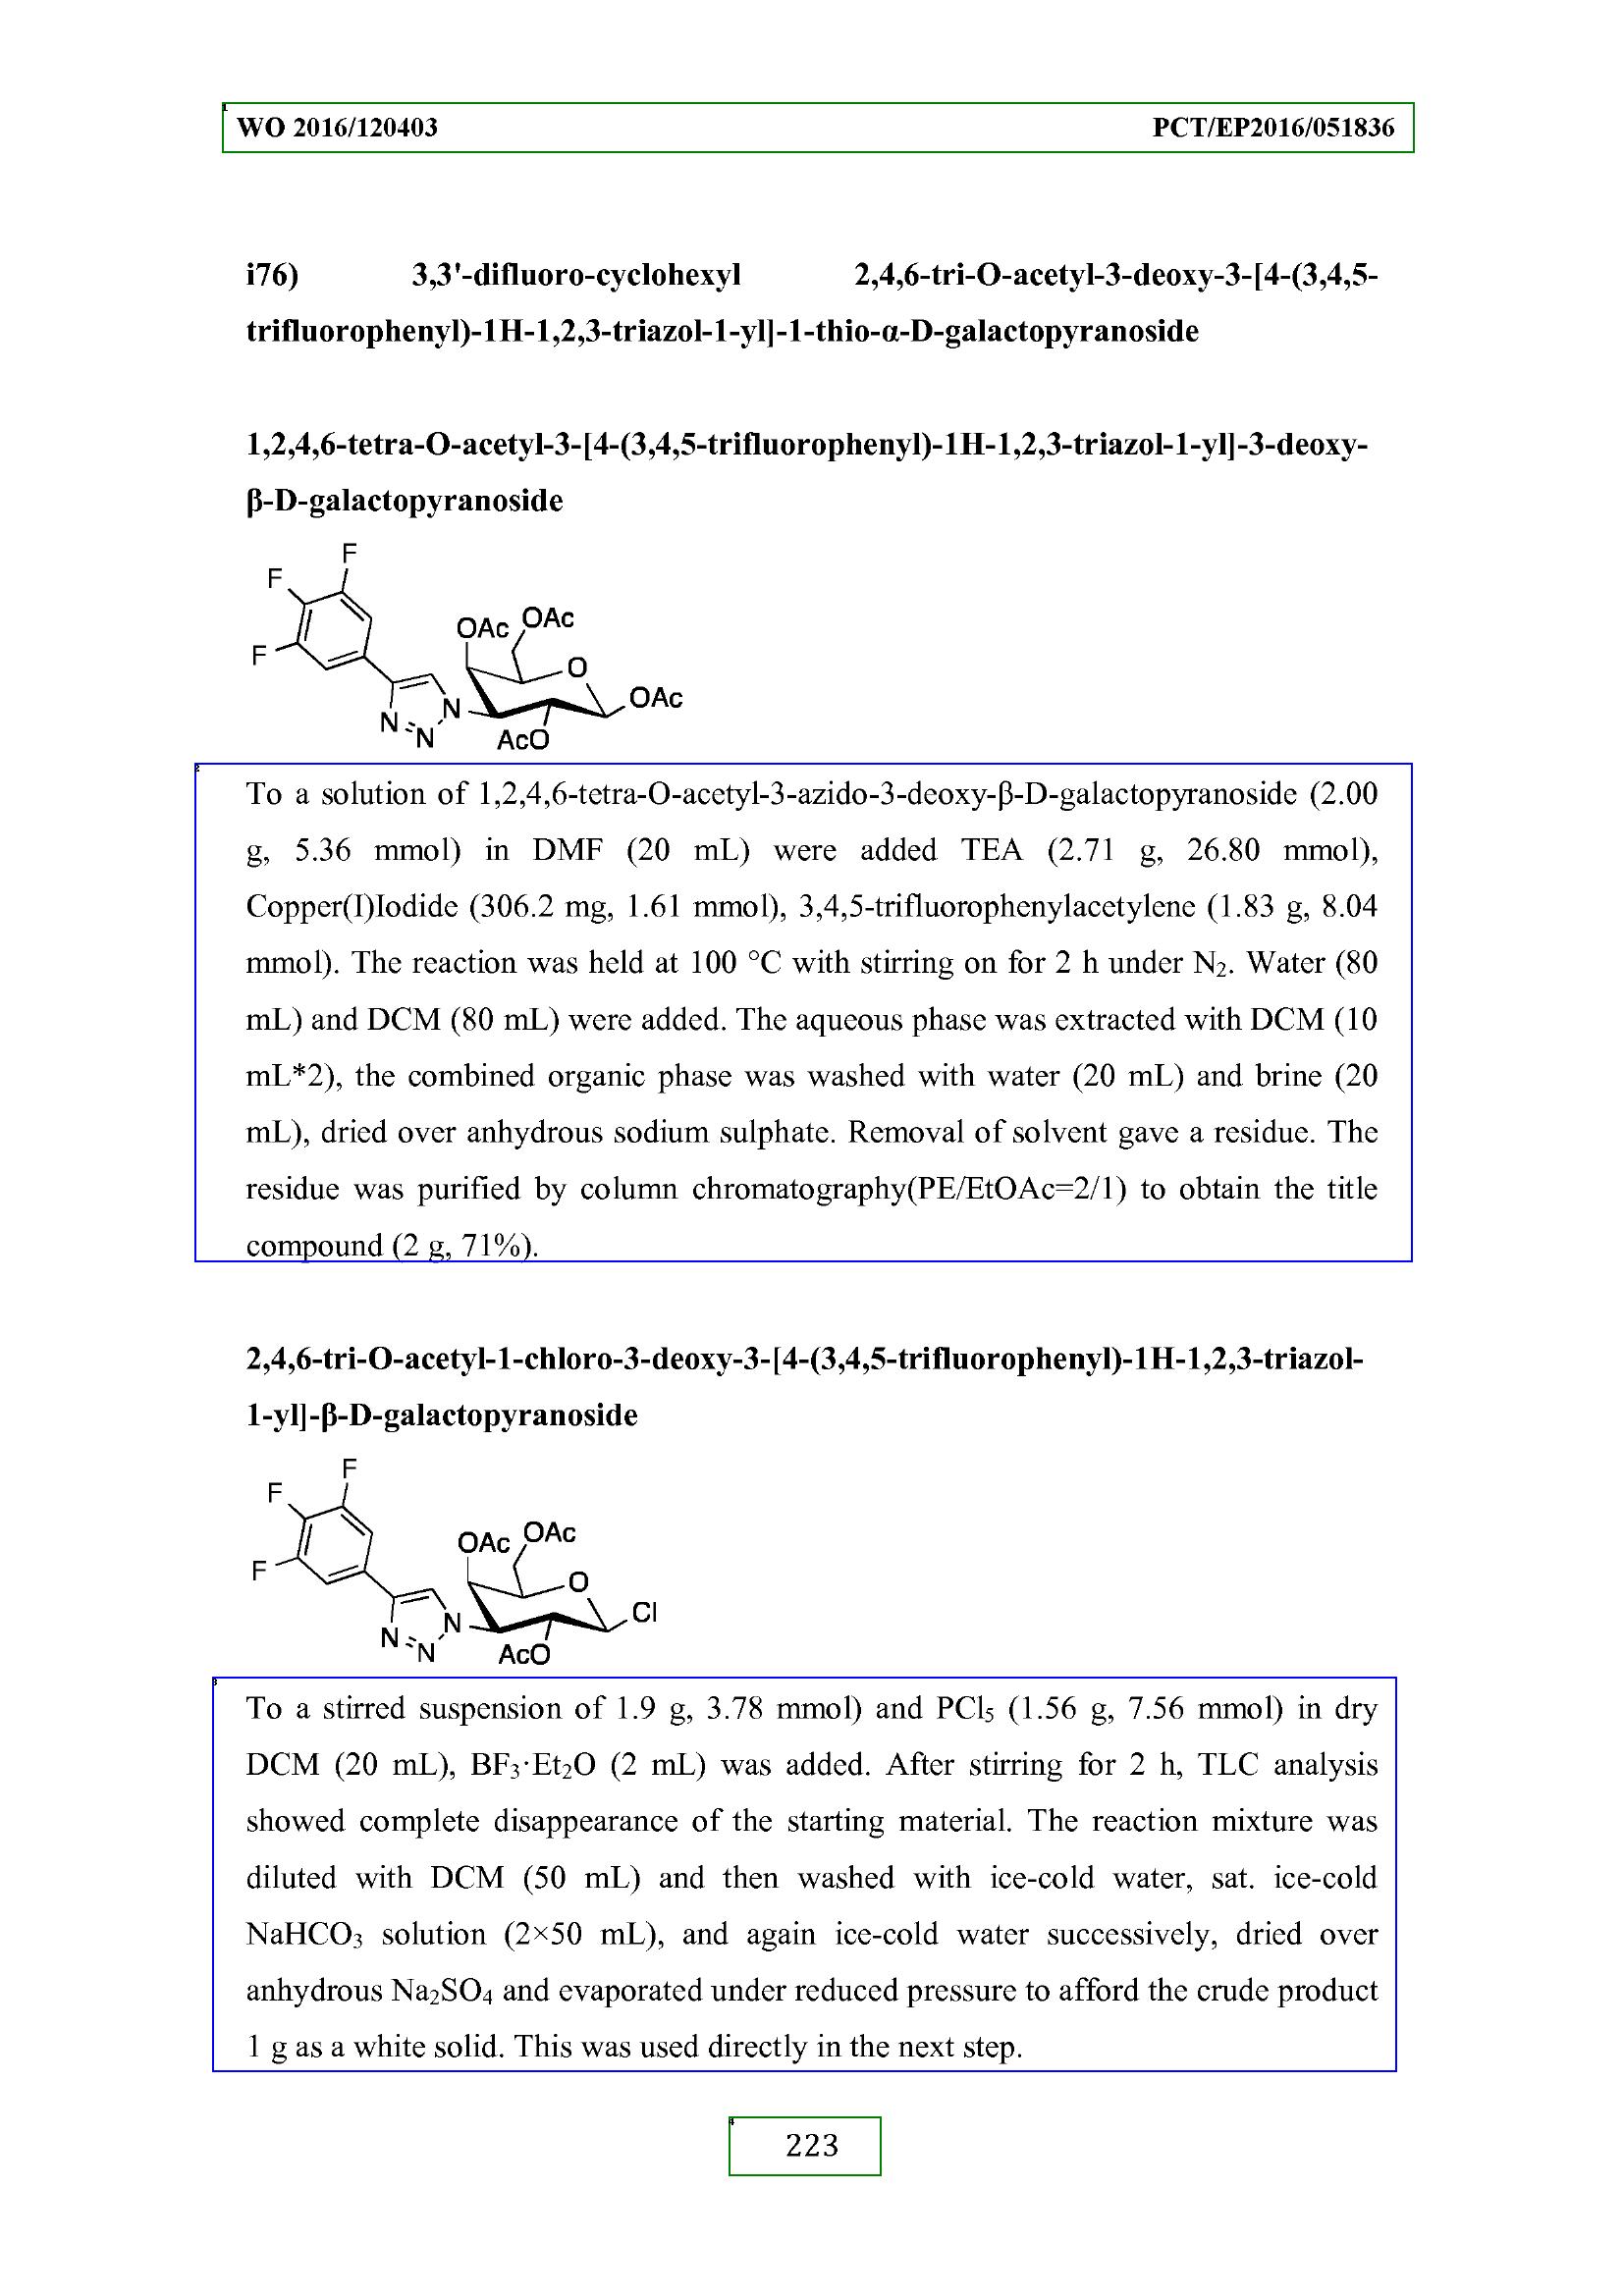 WO 2016/120403 PCT/EP2016/051836
i76) 3,3'-difluoro-cyclohexyl 2,4,6-tri-O-acetyl-3-deoxy-3-[4-(3,4,5-
trifluorophenyl)-1H-1,2,3-triazol-1-yl]-1-thio-α-D-galactopyranoside
1,2,4,6-tetra-O-acetyl-3-[4-(3,4,5-trifluorophenyl)-1H-1,2,3-triazol-1-yl]-3-deoxy-
β-D-galactopyranoside
F
F
OAc OAc
F O
OAc
N N N
AcO
2
To a solution of 1,2,4,6-tetra-O-acetyl-3-azido-3-deoxy-β-D-galactopyranoside (2.00
g, 5.36 mmol) in DMF (20 mL) were added TEA (2.71 g, 26.80 mmol),
Copper(I)Iodide (306.2 mg, 1.61 mmol), 3,4,5-trifluorophenylacetylene (1.83 g, 8.04
mmol). The reaction was held at 100 °C with stirring on for 2 h under N₂. Water (80
mL) and DCM (80 mL) were added. The aqueous phase was extracted with DCM (10
mL*2), the combined organic phase was washed with water (20 mL) and brine (20
mL), dried over anhydrous sodium sulphate. Removal of solvent gave a residue. The
residue was purified by column chromatography(PE/EtOAc=2/1) to obtain the title
compound (2 g, 71%).
2,4,6-tri-O-acetyl-1-chloro-3-deoxy-3-[4-(3,4,5-trifluorophenyl)-1H-1,2,3-triazol-
1-yl]-β-D-galactopyranoside
F
F
OAc OAc
F O
Cl
N N N
AcO
3
To a stirred suspension of 1.9 g, 3.78 mmol) and PCl₅ (1.56 g, 7.56 mmol) in dry
DCM (20 mL), BF₃·Et₂O (2 mL) was added. After stirring for 2 h, TLC analysis
showed complete disappearance of the starting material. The reaction mixture was
diluted with DCM (50 mL) and then washed with ice-cold water, sat. ice-cold
NaHCO₃ solution (2×50 mL), and again ice-cold water successively, dried over
anhydrous Na₂SO₄ and evaporated under reduced pressure to afford the crude product
1 g as a white solid. This was used directly in the next step.
4
223